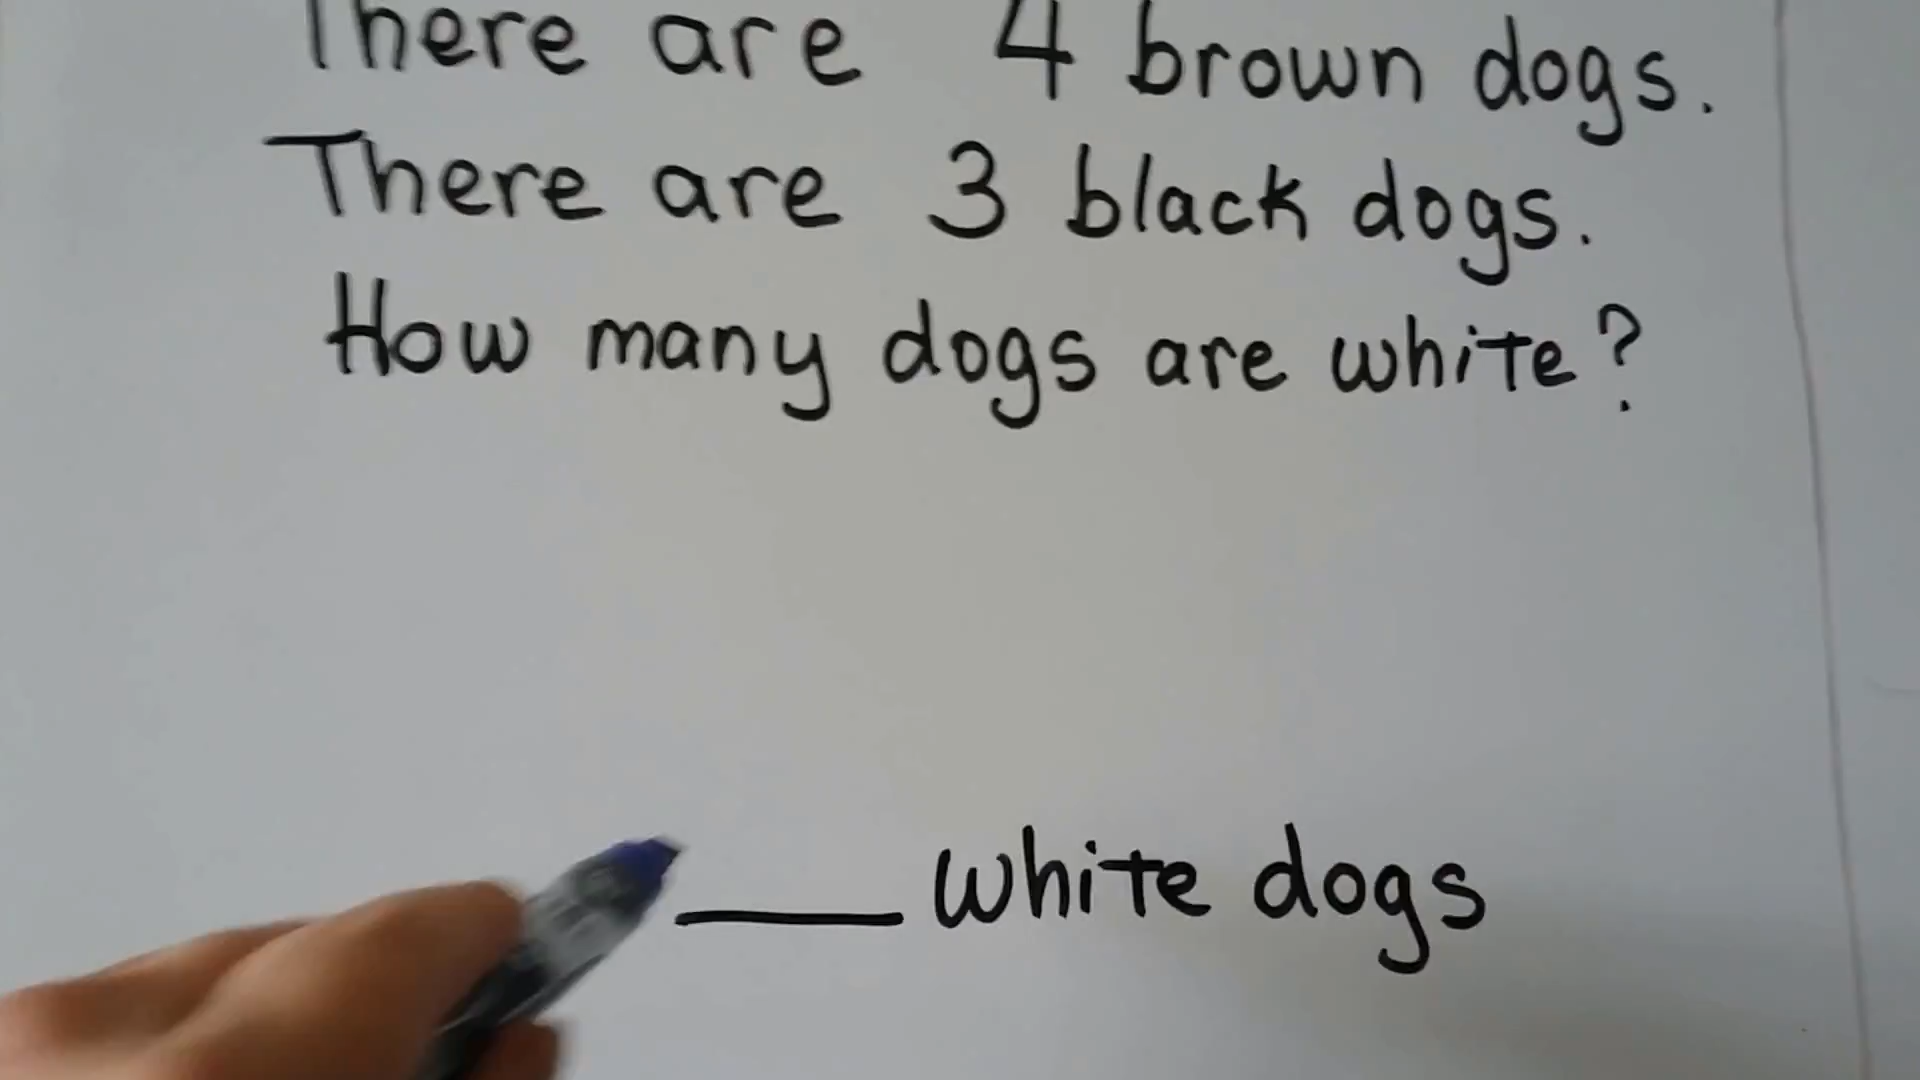 There are 4 brown dogs.
There are 3 black dogs.
How many dogs are white?
___ white dogs